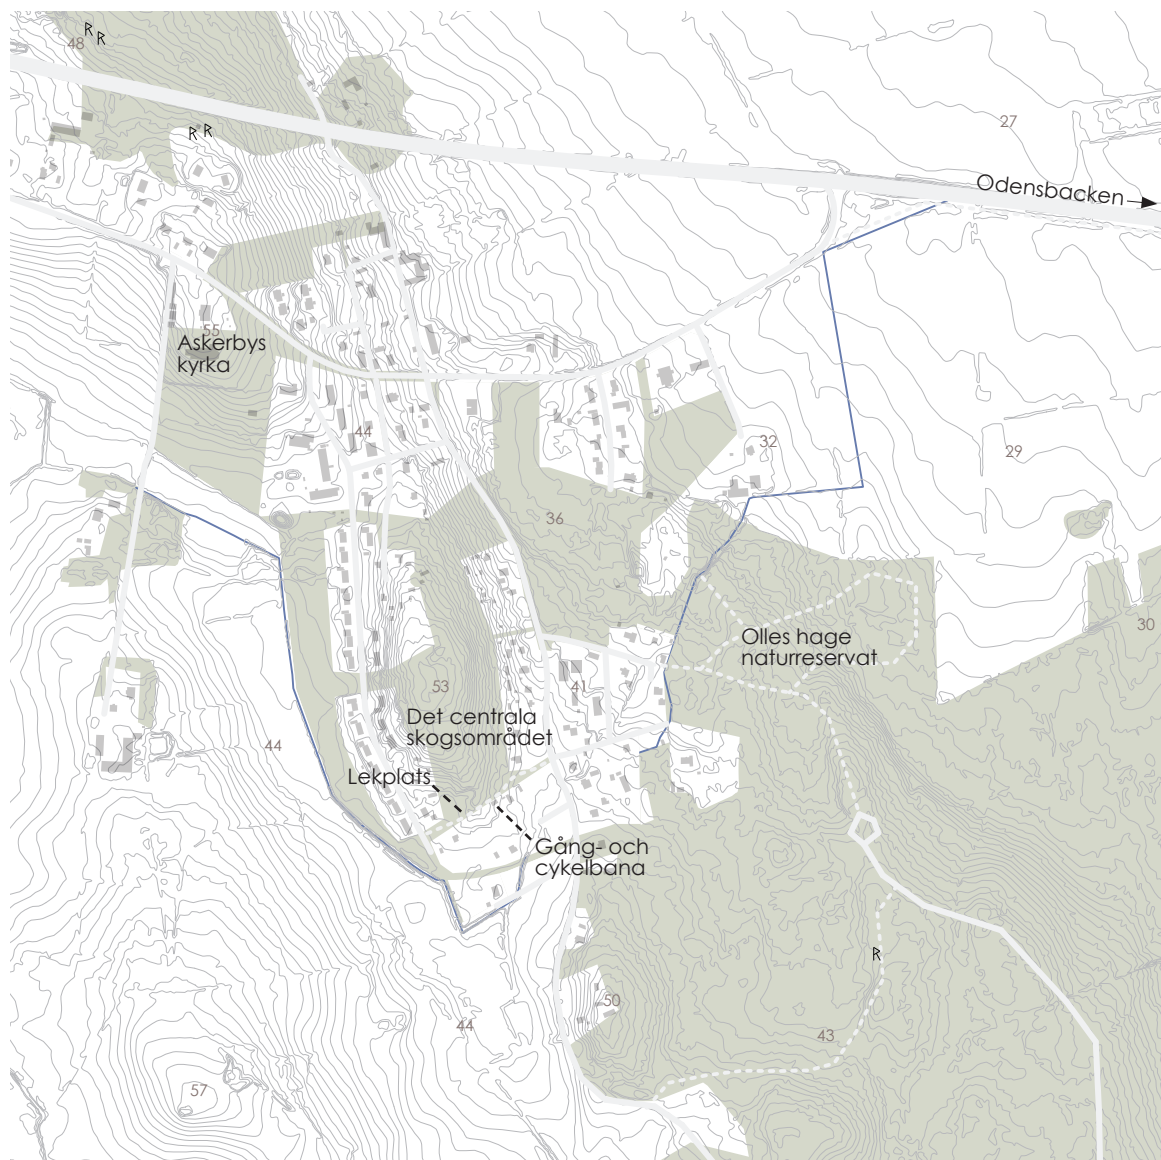 48
27
Odensbacken
55
Askerbys
kyrka
44
32
29
36
30
Olles hage
naturreservat
53
41
Det centrala
skogsområdet
44
Lekplats
Gång- och
cykelbana
50
44
43
57